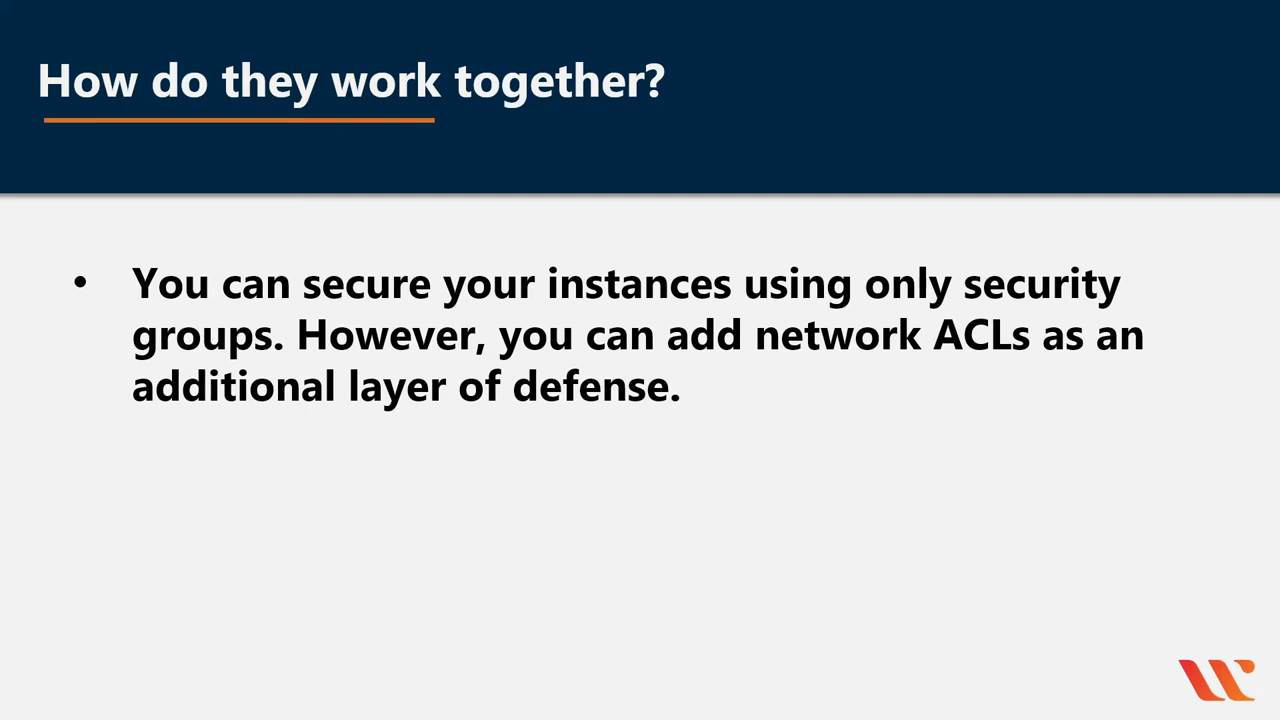 How do they work together?
• You can secure your instances using only security
groups. However, you can add network ACLs as an
additional layer of defense.